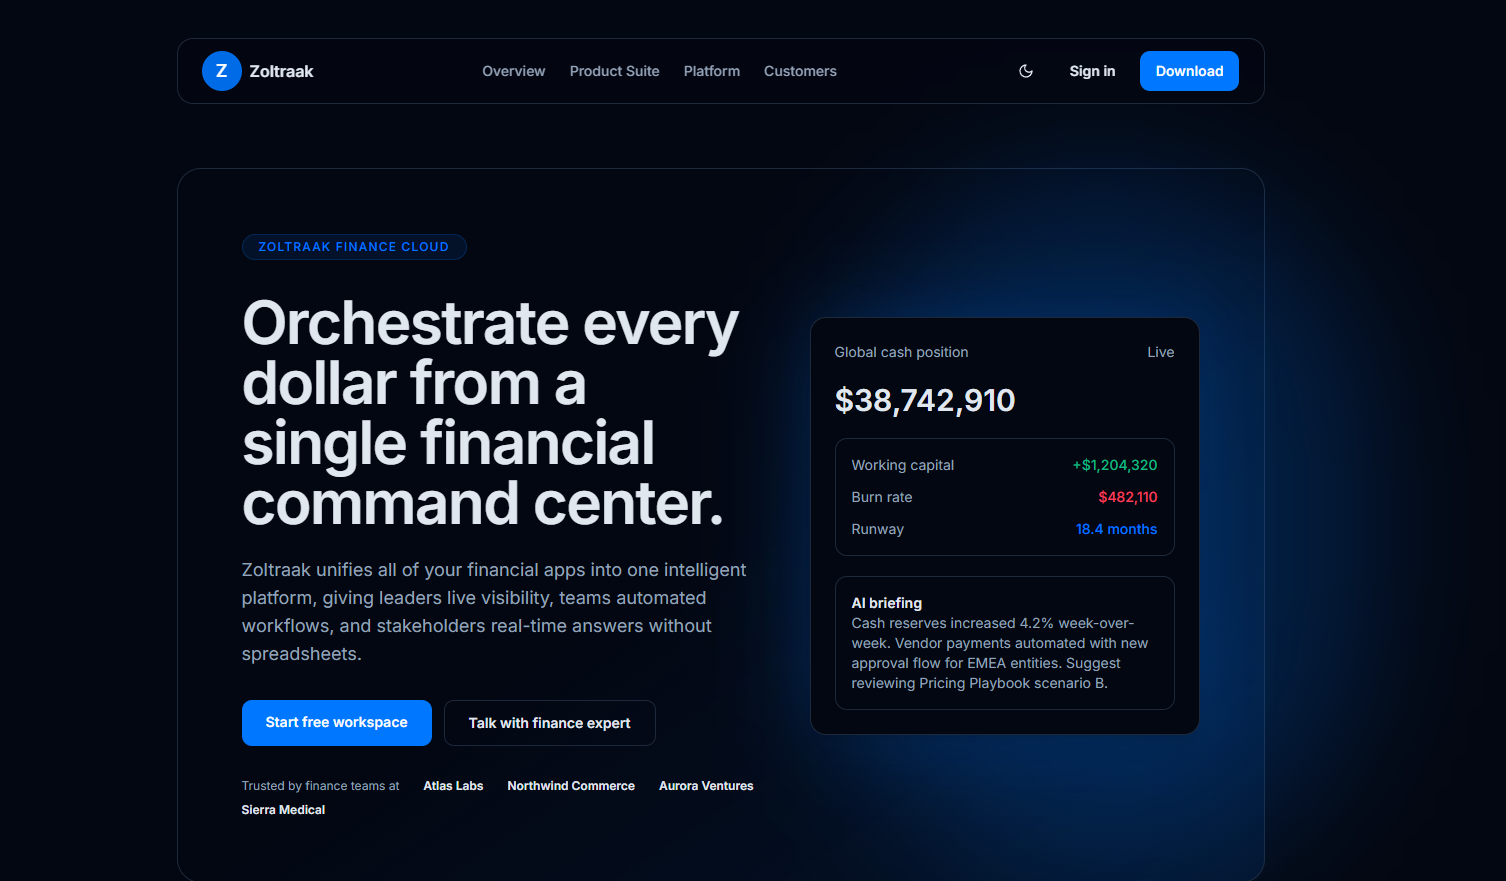 Z Zoltraak
Overview Product Suite Platform Customers
Sign in
Download
ZOLTRAAK FINANCE CLOUD
Orchestrate every
dollar from a
single financial
command center.
Zoltraak unifies all of your financial apps into one intelligent
platform, giving leaders live visibility, teams automated
workflows, and stakeholders real-time answers without
spreadsheets.
Start free workspace
Talk with finance expert
Trusted by finance teams at Atlas Labs Northwind Commerce Aurora Ventures
Sierra Medical
Global cash position Live
$38,742,910
Working capital +$1,204,320
Burn rate $482,110
Runway 18.4 months
AI briefing
Cash reserves increased 4.2% week-over-
week. Vendor payments automated with new
approval flow for EMEA entities. Suggest
reviewing Pricing Playbook scenario B.